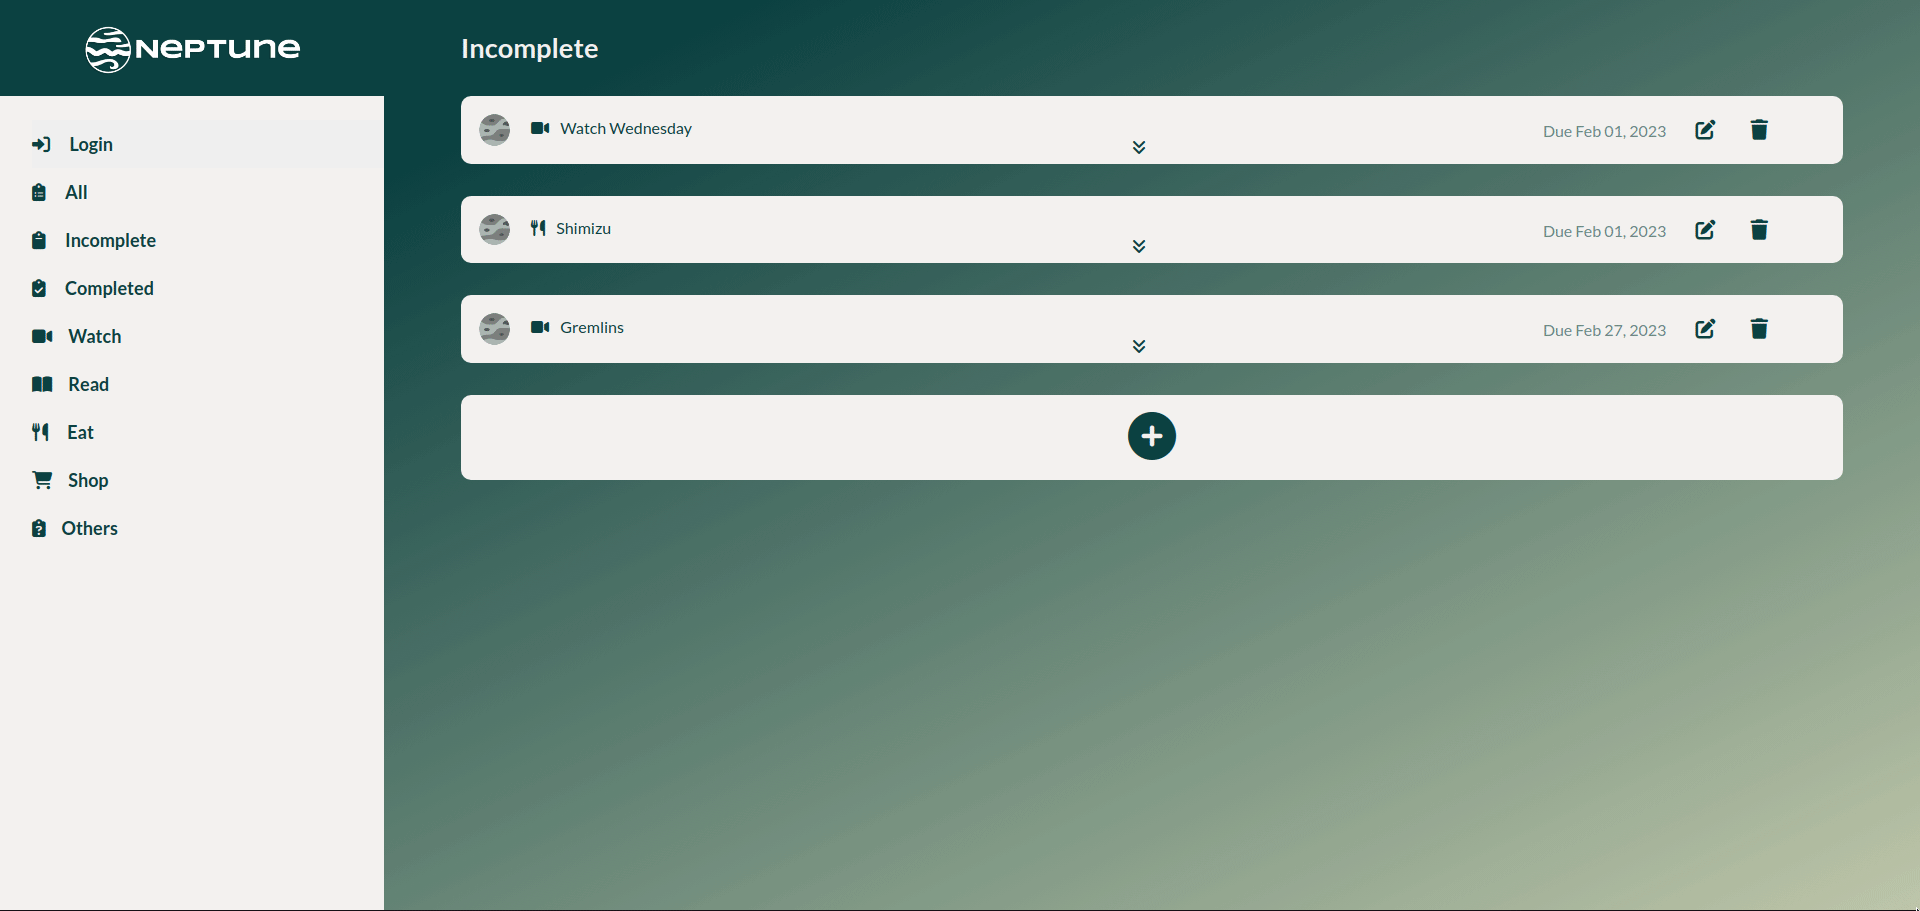 NEPTUNE
Incomplete
Login
All
Incomplete
Completed
Watch
Read
Eat
Shop
Others
Watch Wednesday
Due Feb 01, 2023
Shimizu
Due Feb 01, 2023
Gremlins
Due Feb 27, 2023